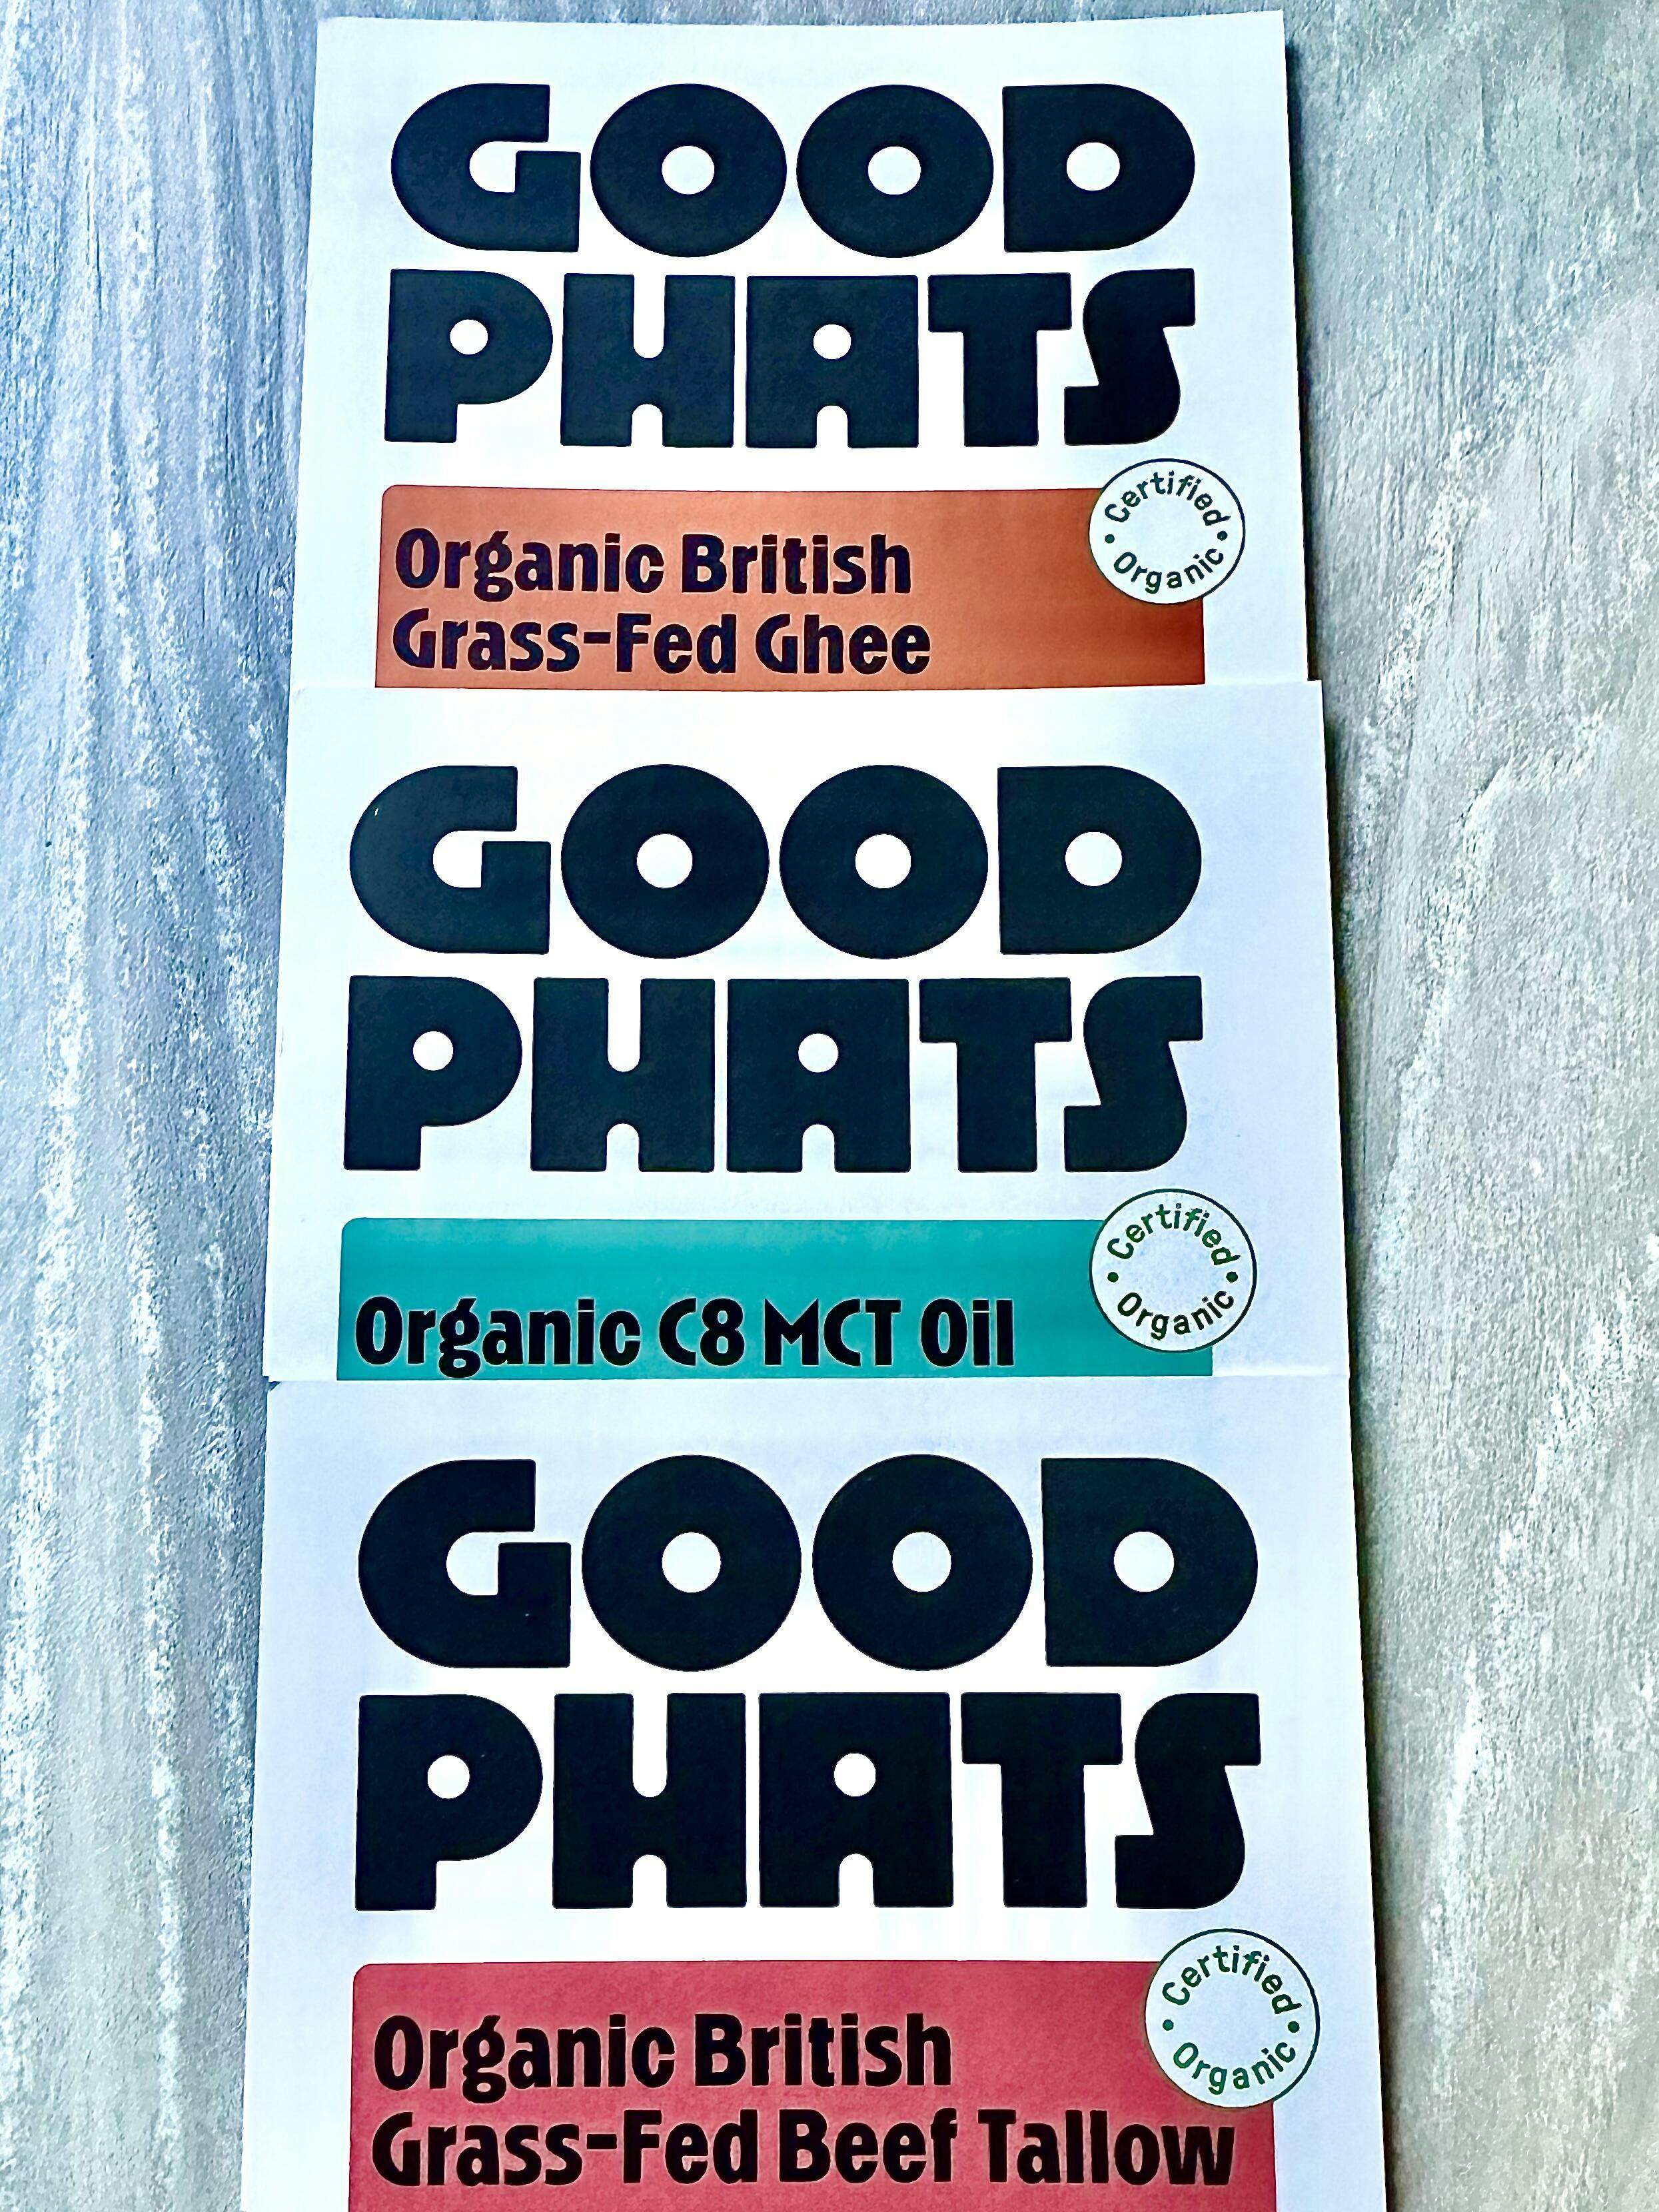 GOOD
PHATS
Certified
Organic
Organic British
Grass-Fed Ghee
GOOD
PHATS
Certified
Organic
Organic C8 MCT Oil
GOOD
PHATS
Certified
Organic
Organic British
Grass-Fed Beef Tallow